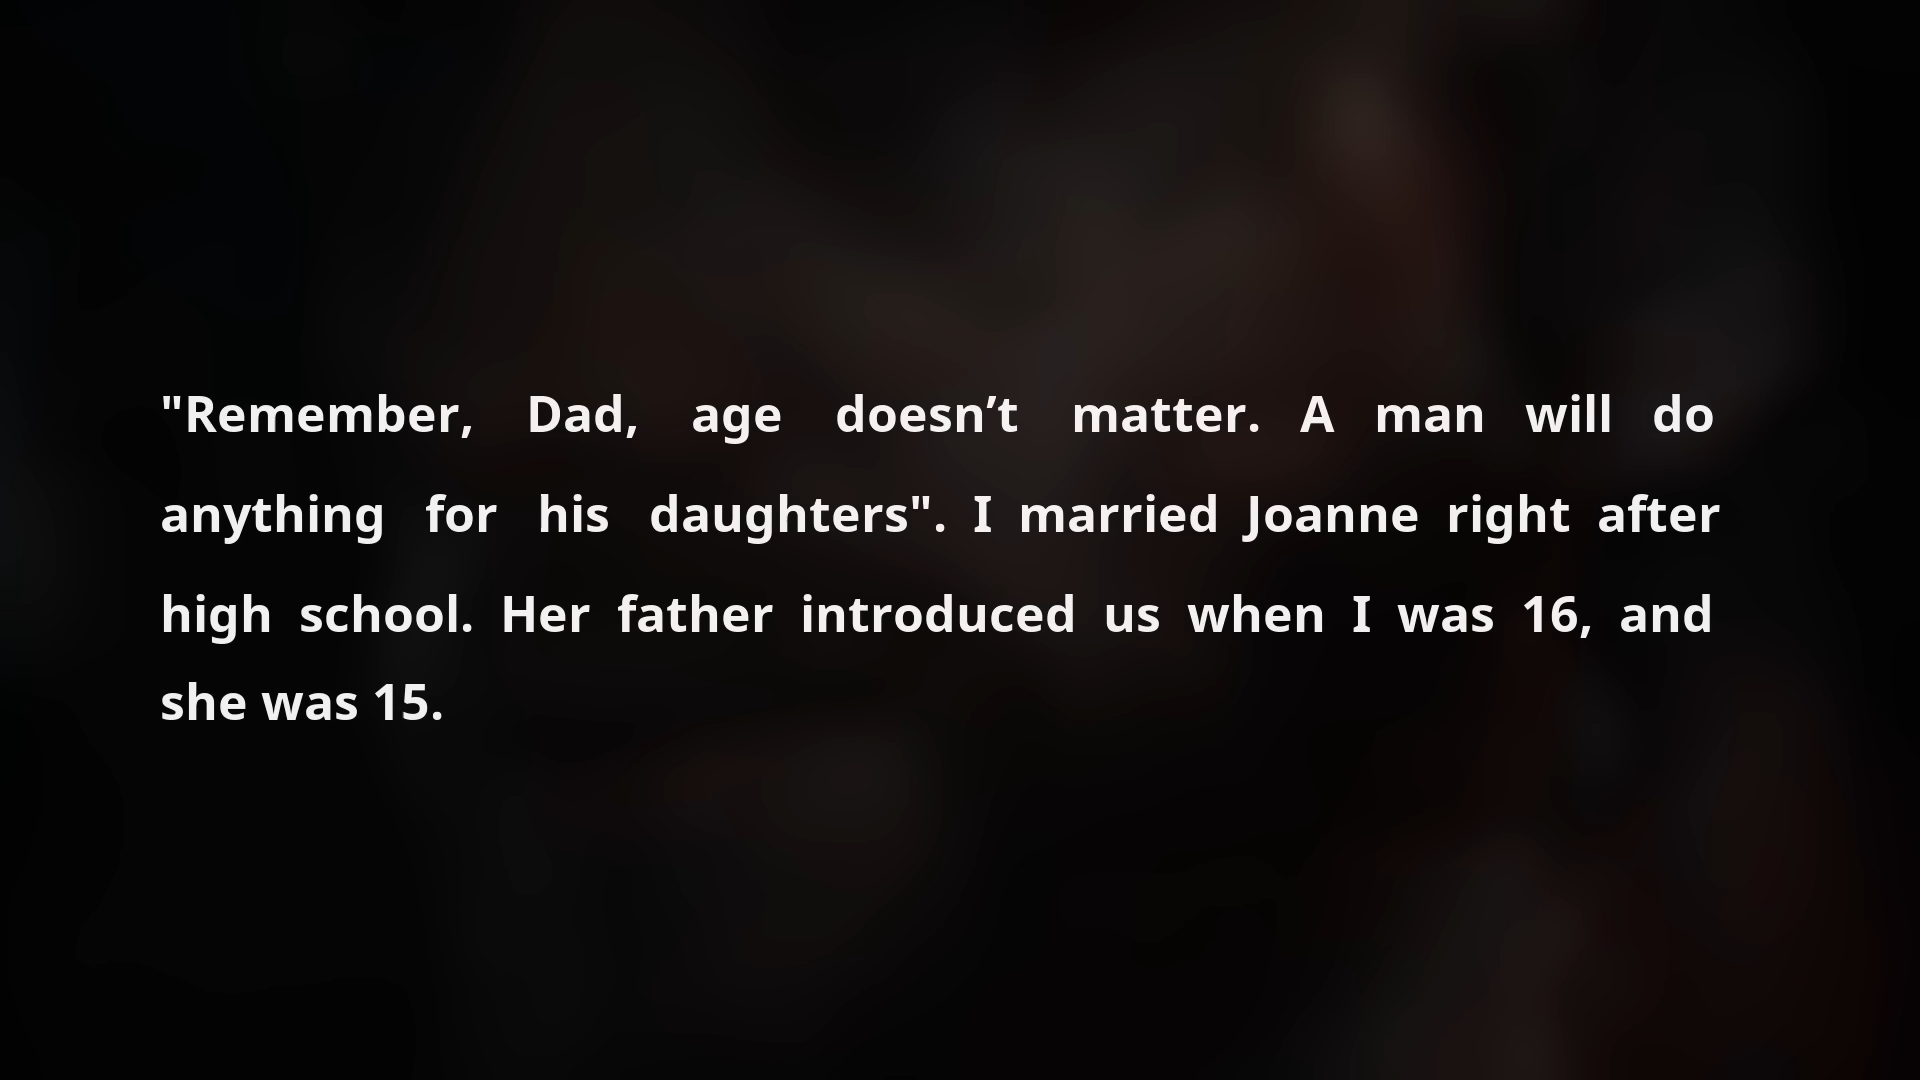 "Remember, Dad, age doesn’t matter. A man will do
anything for his daughters". I married Joanne right after
high school. Her father introduced us when I was 16, and
she was 15.